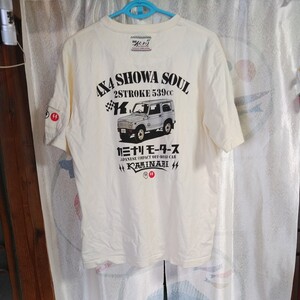 4X4 SHOWA SOUL
2STROKE 539cc
K
カミナリ モータース
JAPANESE COMPACT OFF-ROAD CAR
KAMINARI